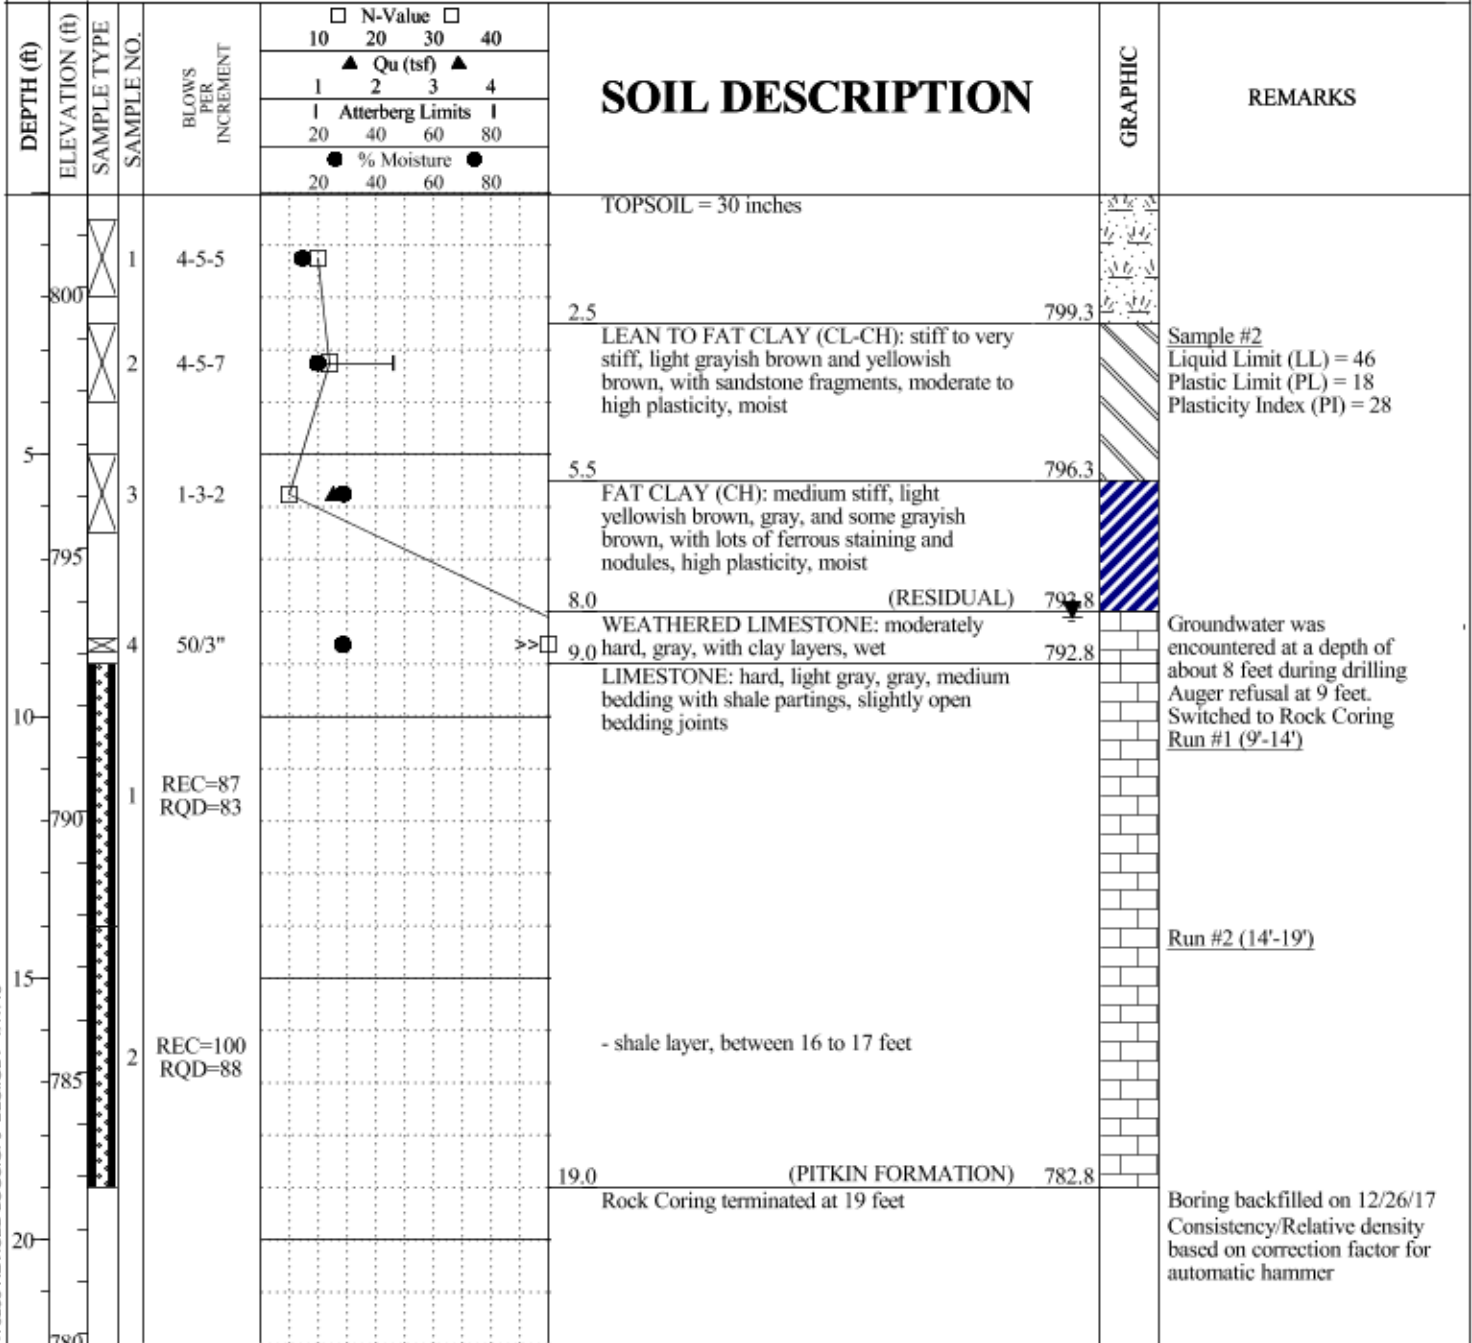 DEPTH (ft)
ELEVATION (ft)
SAMPLE TYPE
SAMPLE NO.
BLOWS
PER
INCREMENT
N-Value
10 20 30 40
Qu (tsf)
1 2 3 4
Atterberg Limits
20 40 60 80
% Moisture
20 40 60 80
SOIL DESCRIPTION
GRAPHIC
REMARKS
TOPSOIL = 30 inches
1 4-5-5
800
2.5 799.3
LEAN TO FAT CLAY (CL-CH): stiff to very
stiff, light grayish brown and yellowish
brown, with sandstone fragments, moderate to
high plasticity, moist
2 4-5-7
Sample #2
Liquid Limit (LL) = 46
Plastic Limit (PL) = 18
Plasticity Index (PI) = 28
5
5.5 796.3
3 1-3-2
FAT CLAY (CH): medium stiff, light
yellowish brown, gray, and some grayish
brown, with lots of ferrous staining and
nodules, high plasticity, moist
795
8.0 (RESIDUAL) 793.8
WEATHERED LIMESTONE: moderately
hard, gray, with clay layers, wet
4 50/3" >>
9.0 792.8
LIMESTONE: hard, light gray, gray, medium
bedding with shale partings, slightly open
bedding joints
Groundwater was
encountered at a depth of
about 8 feet during drilling
Auger refusal at 9 feet.
Switched to Rock Coring
Run #1 (9'-14')
10
1
REC=87
RQD=83
790
Run #2 (14'-19')
15
- shale layer, between 16 to 17 feet
2
REC=100
RQD=88
785
19.0 (PITKIN FORMATION) 782.8
Rock Coring terminated at 19 feet
Boring backfilled on 12/26/17
Consistency/Relative density
based on correction factor for
automatic hammer
20
780